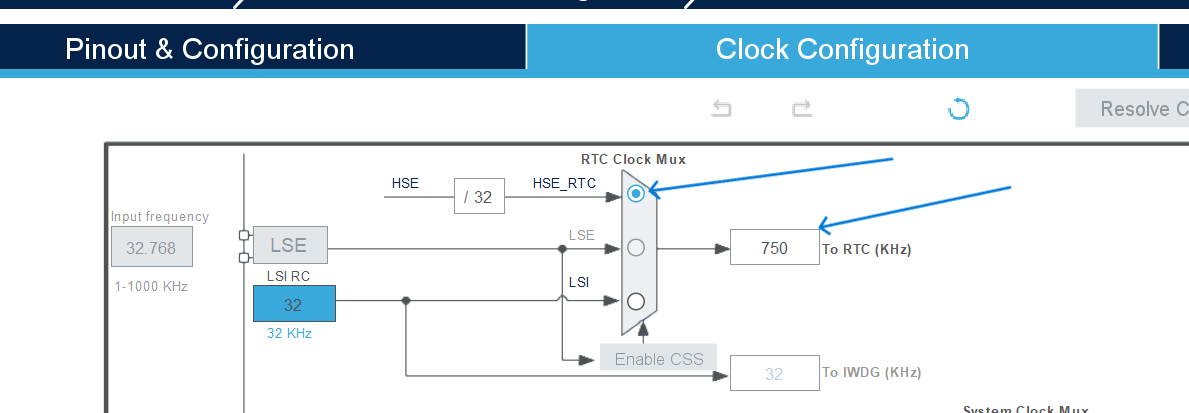 Pinout & Configuration
Clock Configuration
Resolve C
RTC Clock Mux
HSE
/ 32
HSE_RTC
Input frequency
32.768
1-1000 KHz
LSE
LSE
750
To RTC (KHz)
LSI RC
32
32 KHz
LSI
Enable CSS
32
To IWDG (KHz)
System Clock Mux